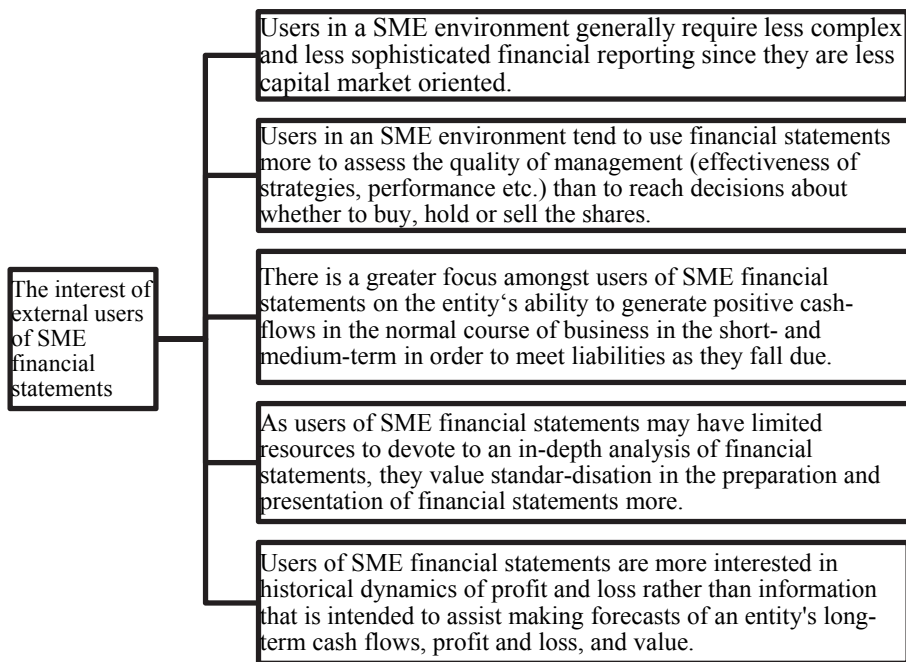 Users in a SME environment generally require less complex
and less sophisticated financial reporting since they are less
capital market oriented.
Users in an SME environment tend to use financial statements
more to assess the quality of management (effectiveness of
strategies, performance etc.) than to reach decisions about
whether to buy, hold or sell the shares.
The interest of
external users
of SME
financial
statements
There is a greater focus amongst users of SME financial
statements on the entity‘s ability to generate positive cash-
flows in the normal course of business in the short- and
medium-term in order to meet liabilities as they fall due.
As users of SME financial statements may have limited
resources to devote to an in-depth analysis of financial
statements, they value standar-disation in the preparation and
presentation of financial statements more.
Users of SME financial statements are more interested in
historical dynamics of profit and loss rather than information
that is intended to assist making forecasts of an entity's long-
term cash flows, profit and loss, and value.